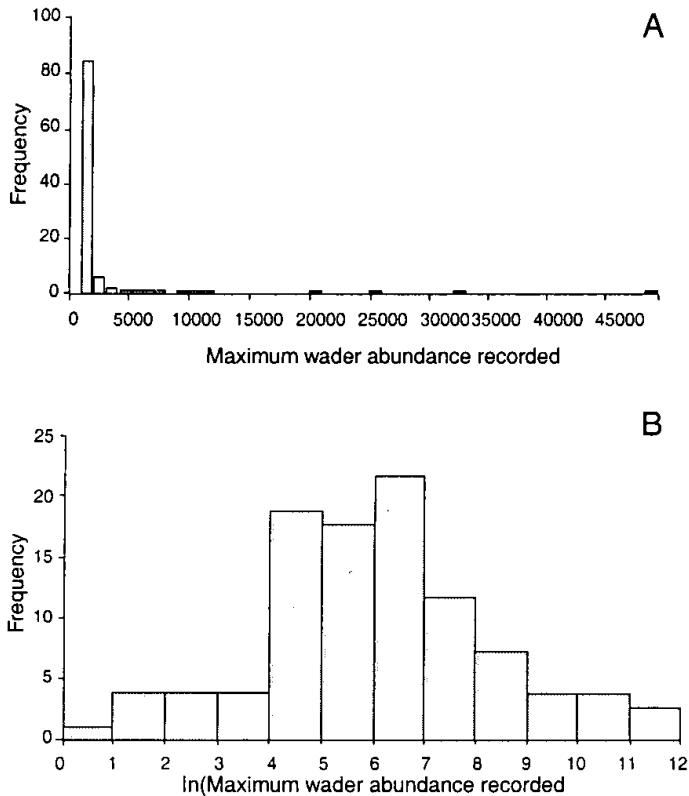 A
100
80
60
40
20
0
Frequency
0 5000 10000 15000 20000 25000 30000 35000 40000 45000
Maximum wader abundance recorded
B
25
20
15
10
5
0
Frequency
0 1 2 3 4 5 6 7 8 9 10 11 12
ln(Maximum wader abundance recorded